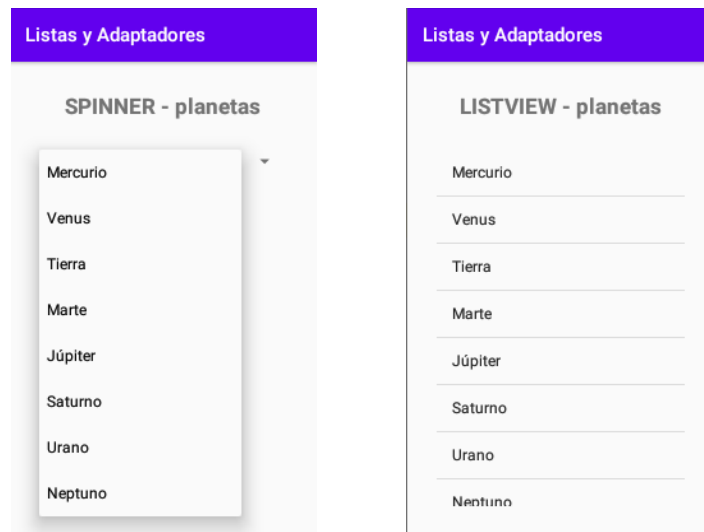 Listas y Adaptadores
SPINNER - planetas
Mercurio
Venus
Tierra
Marte
Júpiter
Saturno
Urano
Neptuno
Listas y Adaptadores
LISTVIEW - planetas
Mercurio
Venus
Tierra
Marte
Júpiter
Saturno
Urano
Neptuno